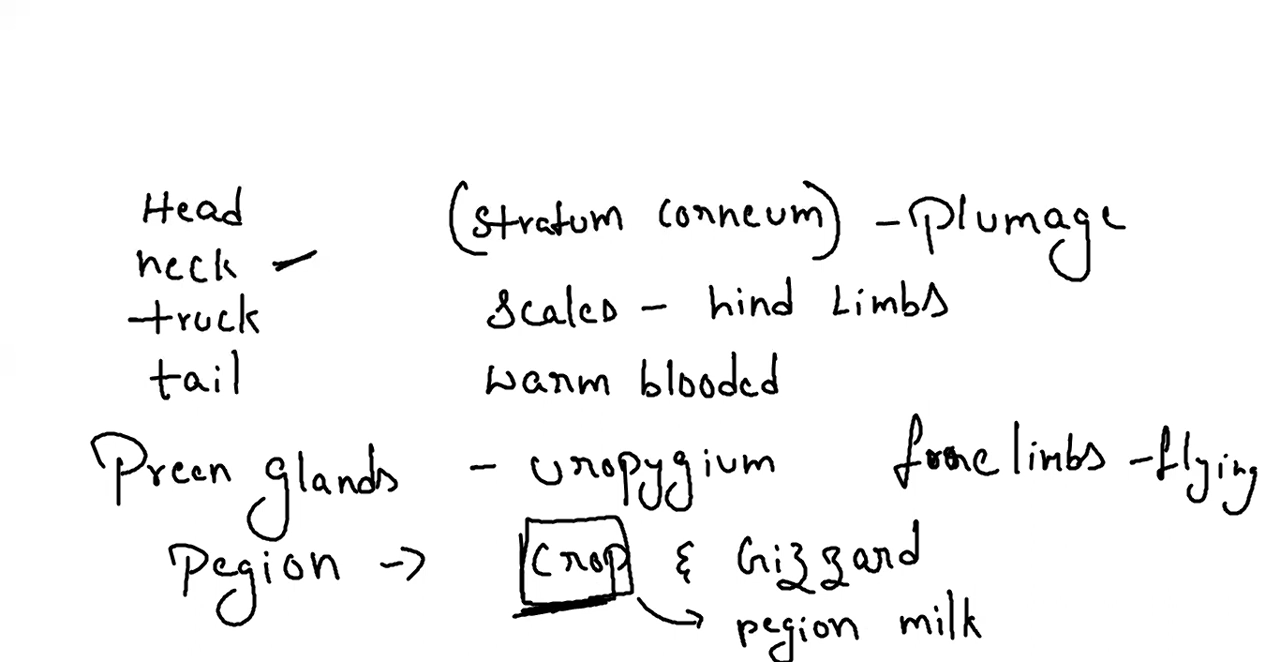 Head (Stratum Corneum) - Plumage
neck -
truck Scales - hind Limbs
tail warm blooded
Preen glands - uropygium fore limbs - flying
Pegion → Crop & Gizzard
pegion milk